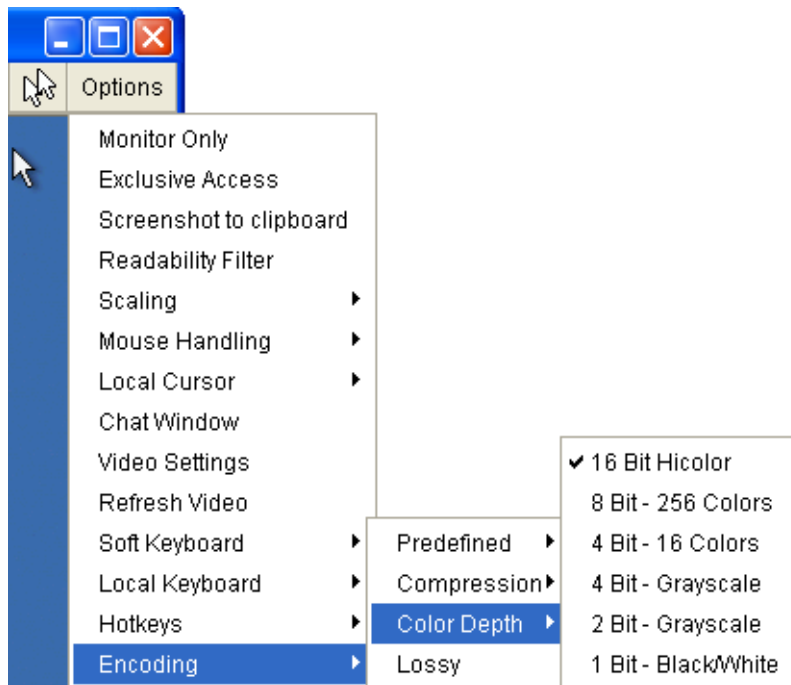 Options
Monitor Only
Exclusive Access
Screenshot to clipboard
Readability Filter
Scaling
Mouse Handling
Local Cursor
Chat Window
Video Settings
Refresh Video
Soft Keyboard
Local Keyboard
Hotkeys
Encoding
Predefined
Compression
Color Depth
Lossy
16 Bit Hicolor
8 Bit - 256 Colors
4 Bit - 16 Colors
4 Bit - Grayscale
2 Bit - Grayscale
1 Bit - Black/White